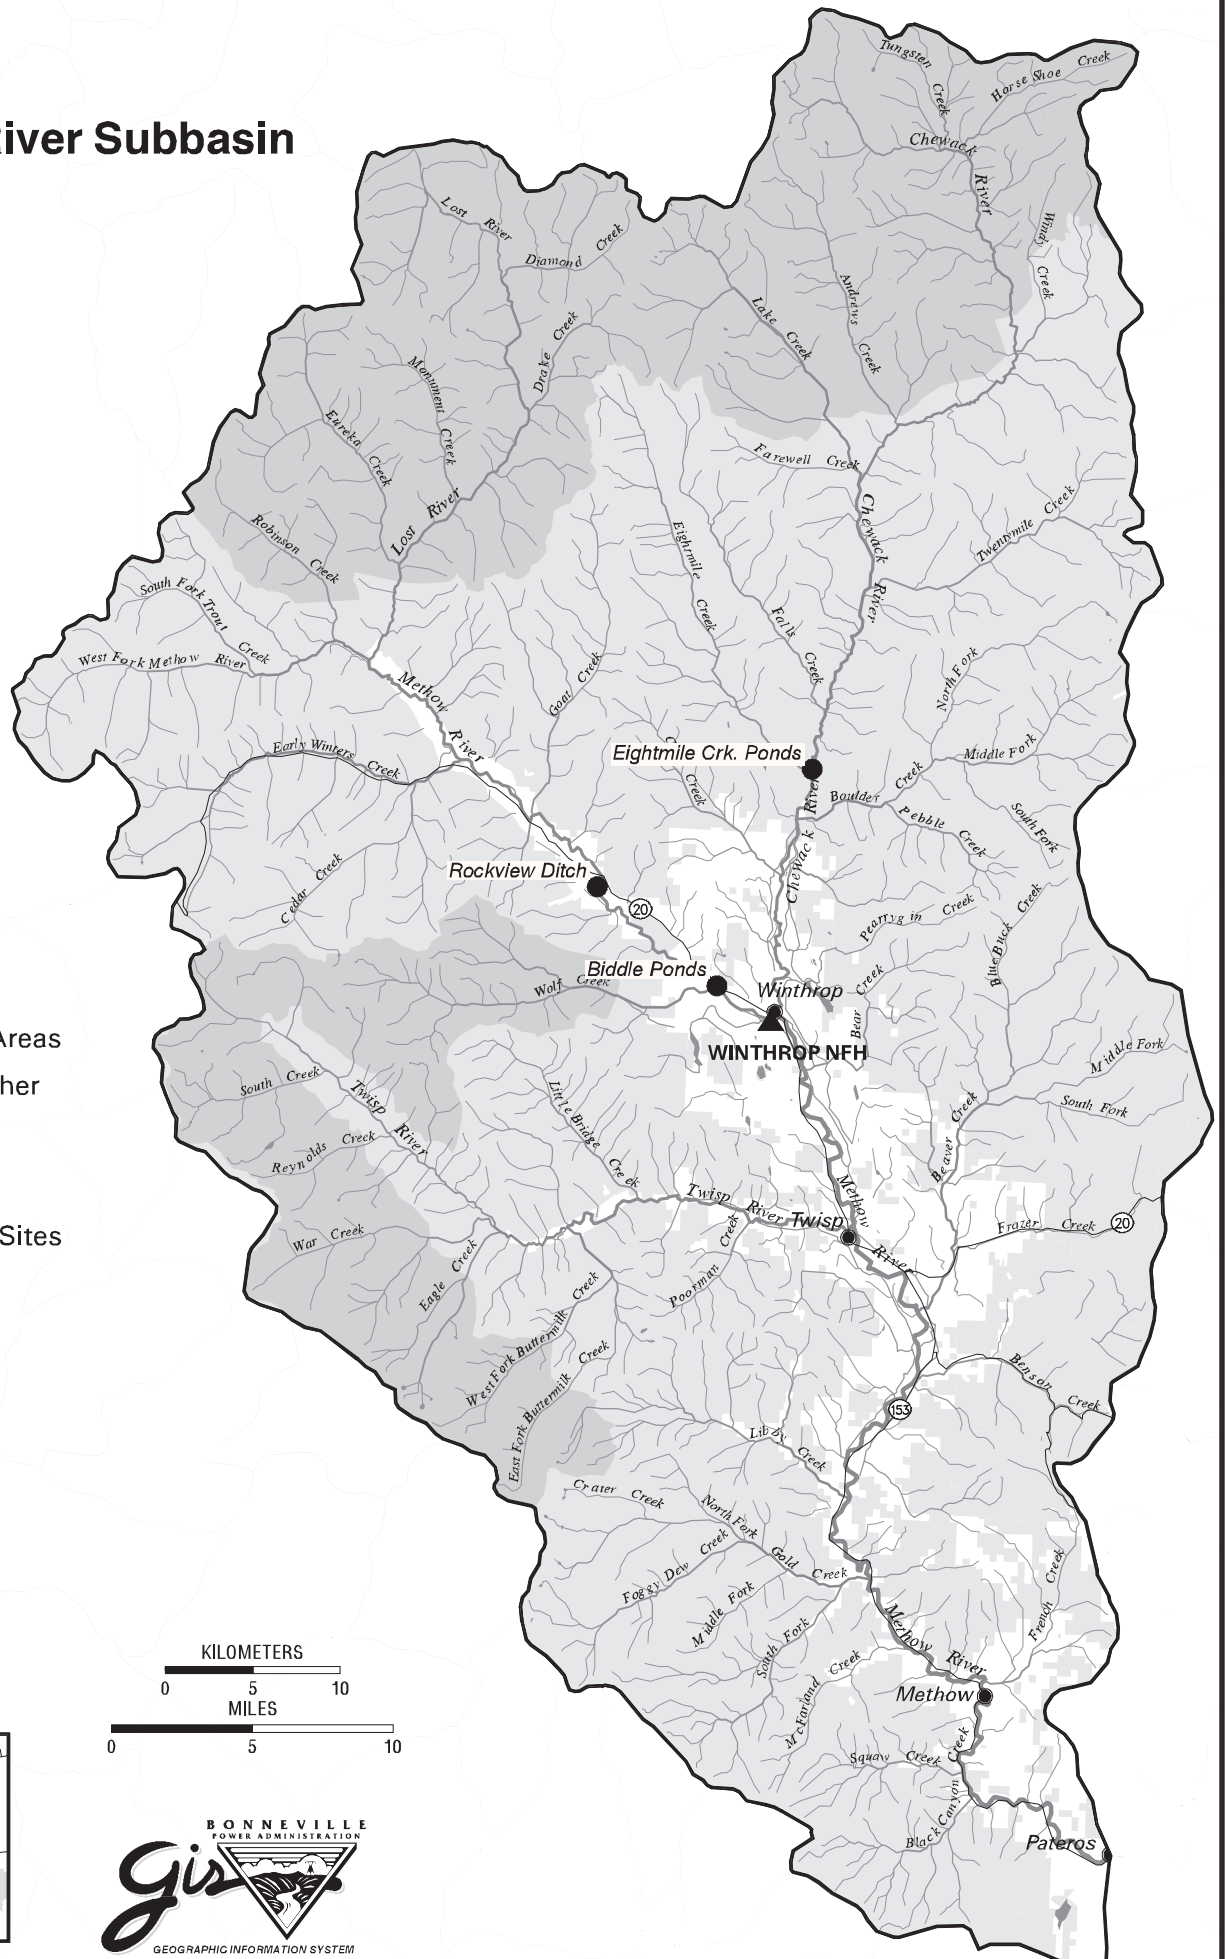 iver Subbasin
Tungsten
Creek
Horse Shoe Creek
Chewack
River
Windy
Creek
Lost River
Diamond Creek
Andrews
Creek
Lake
Creek
Drake Creek
Monument
Creek
Eureka
Creek
Farewell Creek
Lost River
Robinson
Creek
Chewack
River
Twentymile Creek
Eightmile
Creek
South Fork Trout
Creek
Falls
Creek
West Fork Methow River
North Fork
Goat Creek
Methow
River
Early Winters
Creek
Eightmile Crk. Ponds
Middle Fork
Creek
Boulder Creek
Chewack River
Pebble
Creek
South Fork
Rockview Ditch
Cedar Creek
20
Pearrygin Creek
Blue Buck Creek
Biddle Ponds
Wolf Creek
Winthrop
Bear Creek
Areas
WINTHROP NFH
Middle Fork
her
South Creek
Twisp
River
Little Bridge
Creek
South Fork
Beaver Creek
Reynolds Creek
Twisp
River
Methow
River
Twisp
Frazer Creek
20
Sites
War Creek
Eagle Creek
Poorman Creek
West Fork Buttermilk Creek
East Fork Buttermilk Creek
Benson
Creek
153
Libby
Creek
Crater Creek
North Fork
Gold
Creek
Foggy Dew Creek
Middle Fork
South Fork
French Creek
Methow
River
McFarland Creek
KILOMETERS
0 5 10
MILES
0 5 10
Methow
Squaw Creek
Black Canyon Creek
Pateros
BONNEVILLE
POWER ADMINISTRATION
Gis
GEOGRAPHIC INFORMATION SYSTEM